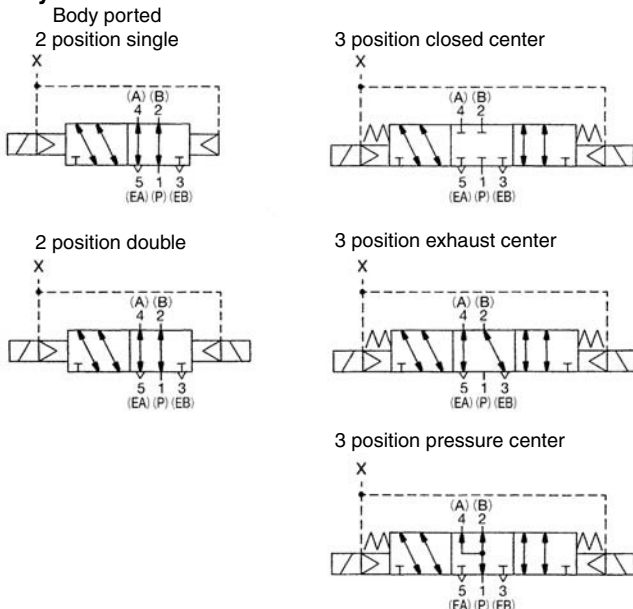 Body ported
2 position single
X
(A) (B)
4 2
5 1 3
(EA) (P) (EB)
2 position double
X
(A) (B)
4 2
5 1 3
(EA) (P) (EB)
3 position closed center
X
(A) (B)
4 2
5 1 3
(EA) (P) (EB)
3 position exhaust center
X
(A) (B)
4 2
5 1 3
(EA) (P) (EB)
3 position pressure center
X
(A) (B)
4 2
5 1 3
(EA) (P) (EB)